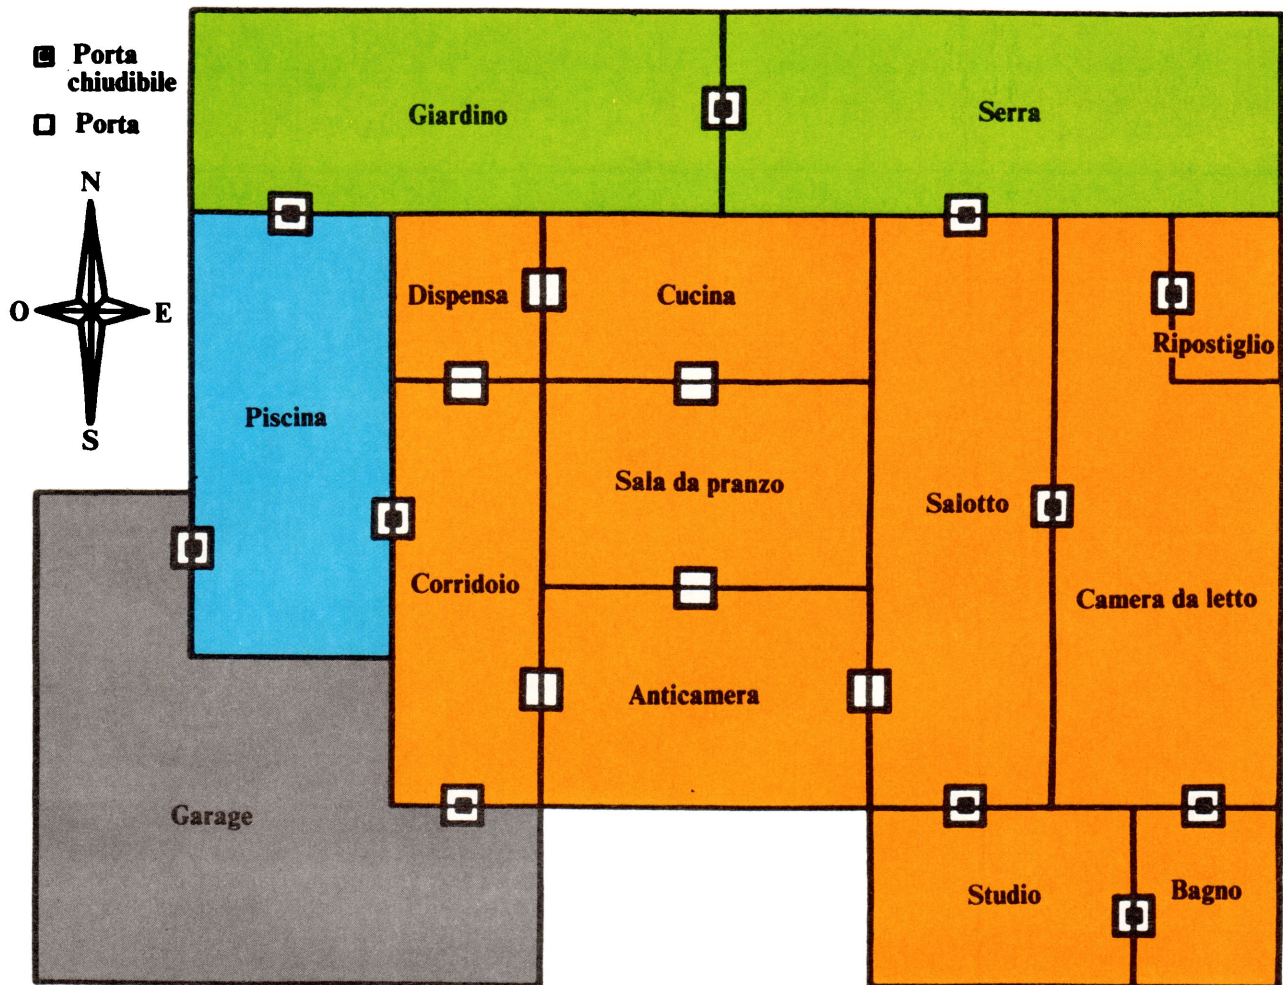 Porta
chiudibile
Porta
N
O
E
S
Giardino
Serra
Dispensa
Cucina
Ripostiglio
Piscina
Sala da pranzo
Salotto
Corridoio
Camera da letto
Anticamera
Garage
Studio
Bagno